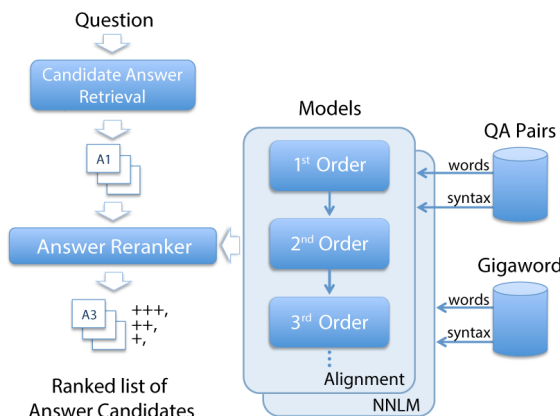 Question
Candidate Answer
Retrieval
A1
Answer Reranker
A3
+++,
++,
+,
Ranked list of
Answer Candidates
Models
1st Order
2nd Order
3rd Order
Alignment
NNLM
QA Pairs
words
syntax
Gigaword
words
syntax